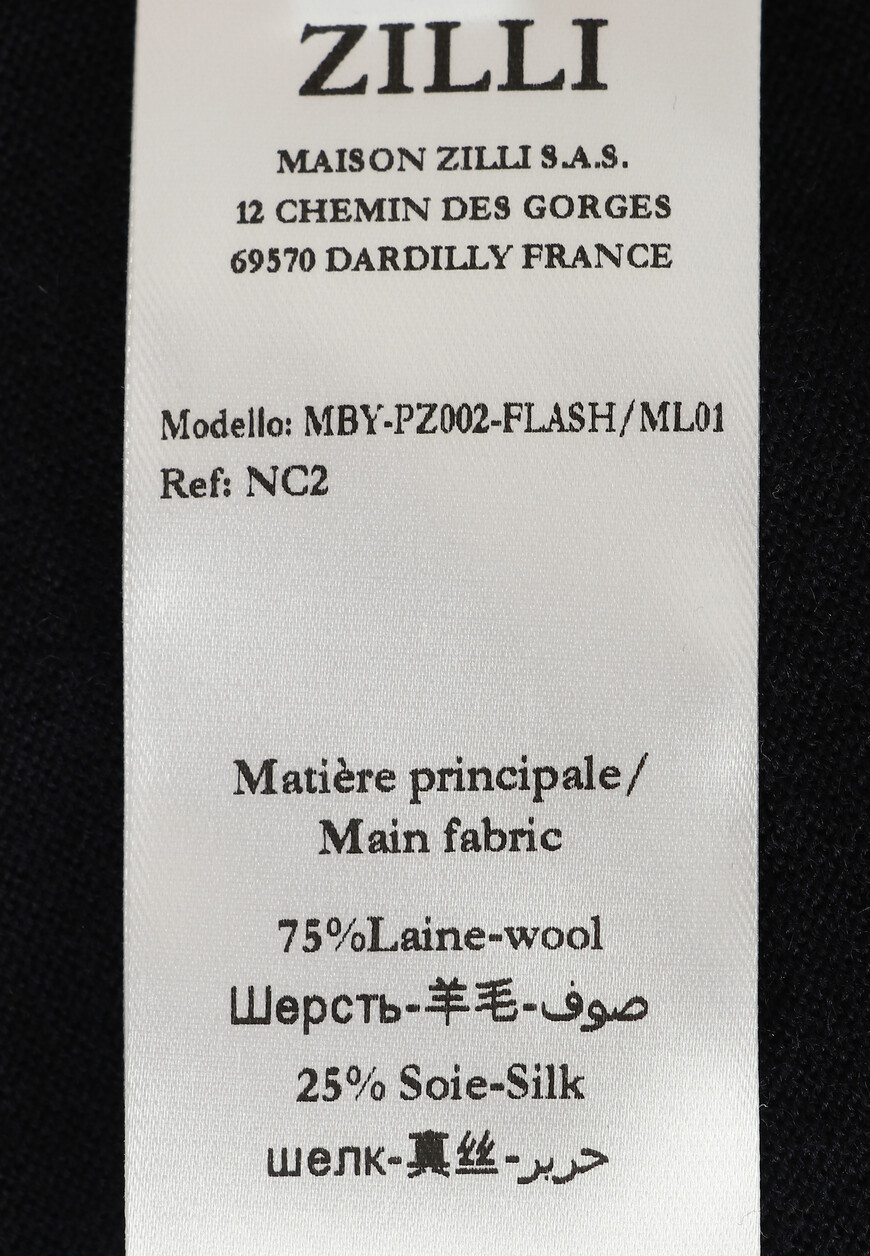 ZILLI
MAISON ZILLI S.A.S.
12 CHEMIN DES GORGES
69570 DARDILLY FRANCE
Modello: MBY-PZ002-FLASH/ML01
Ref: NC2
Matière principale/
Main fabric
75%Laine-wool
Шерсть-羊毛-صوف
25% Soie-Silk
шелк-真丝-حرير